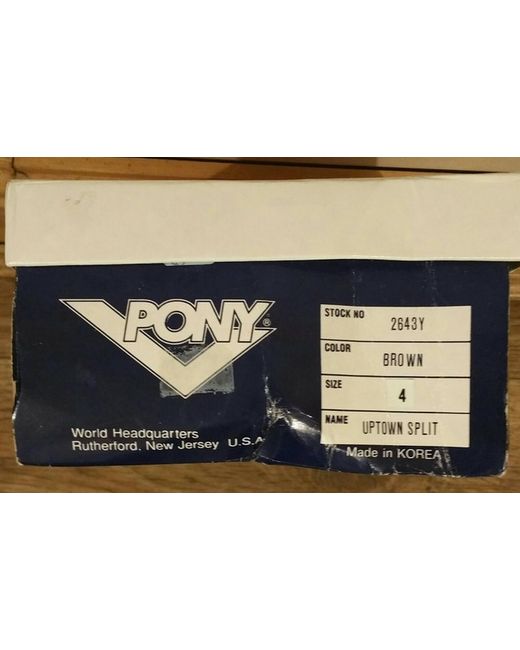 PONY®
World Headquarters
Rutherford, New Jersey U.S.A
STOCK NO 2643Y
COLOR BROWN
SIZE 4
NAME UPTOWN SPLIT
Made in KOREA